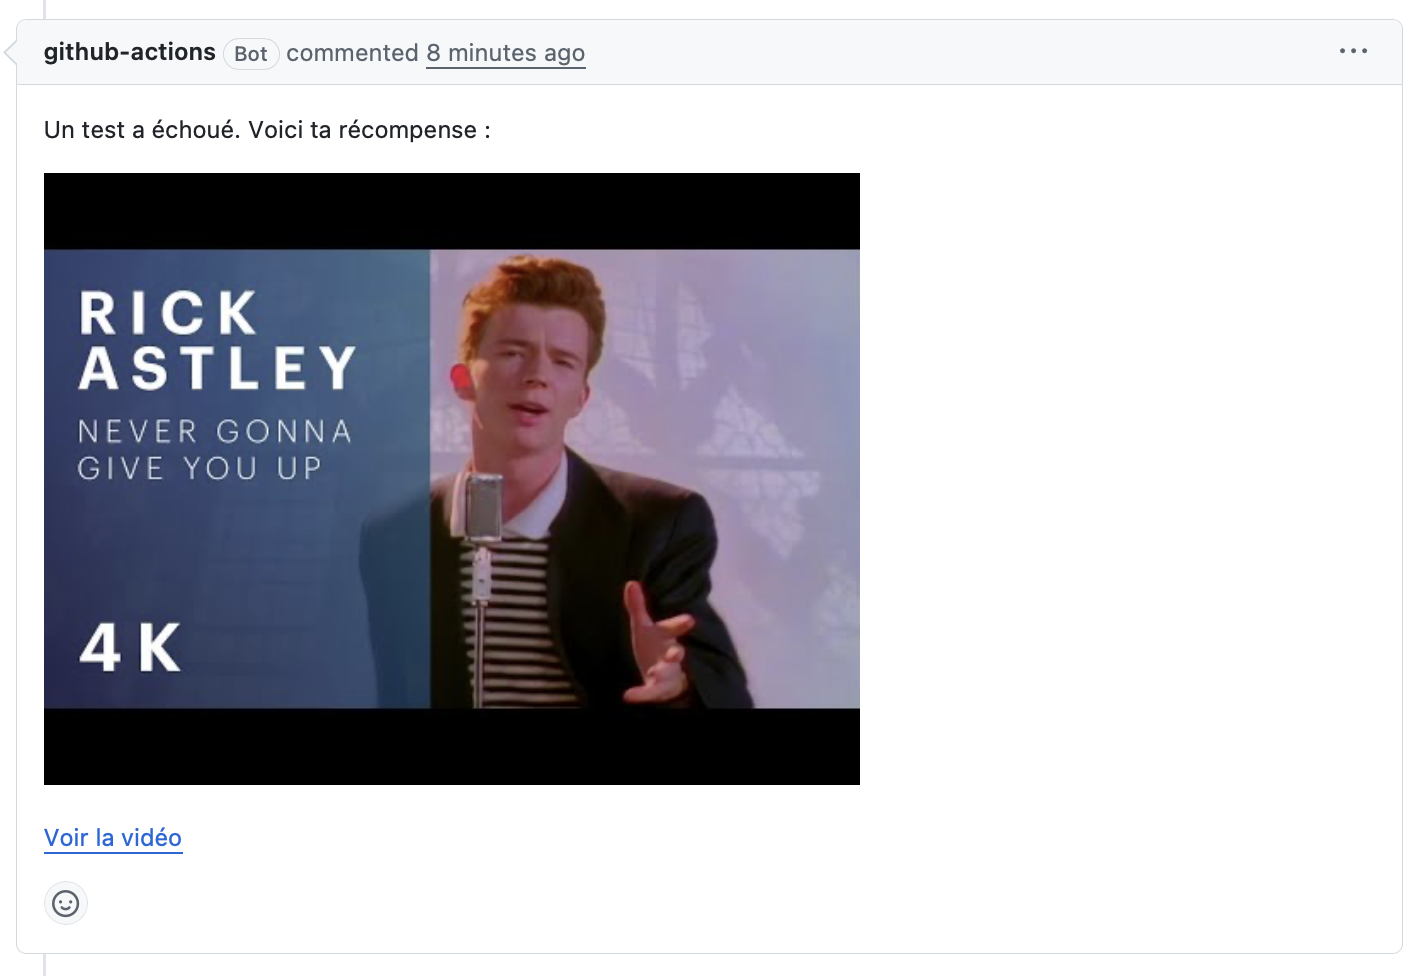 github-actions Bot commented 8 minutes ago
Un test a échoué. Voici ta récompense :
RICK
ASTLEY
NEVER GONNA
GIVE YOU UP
4K
Voir la vidéo